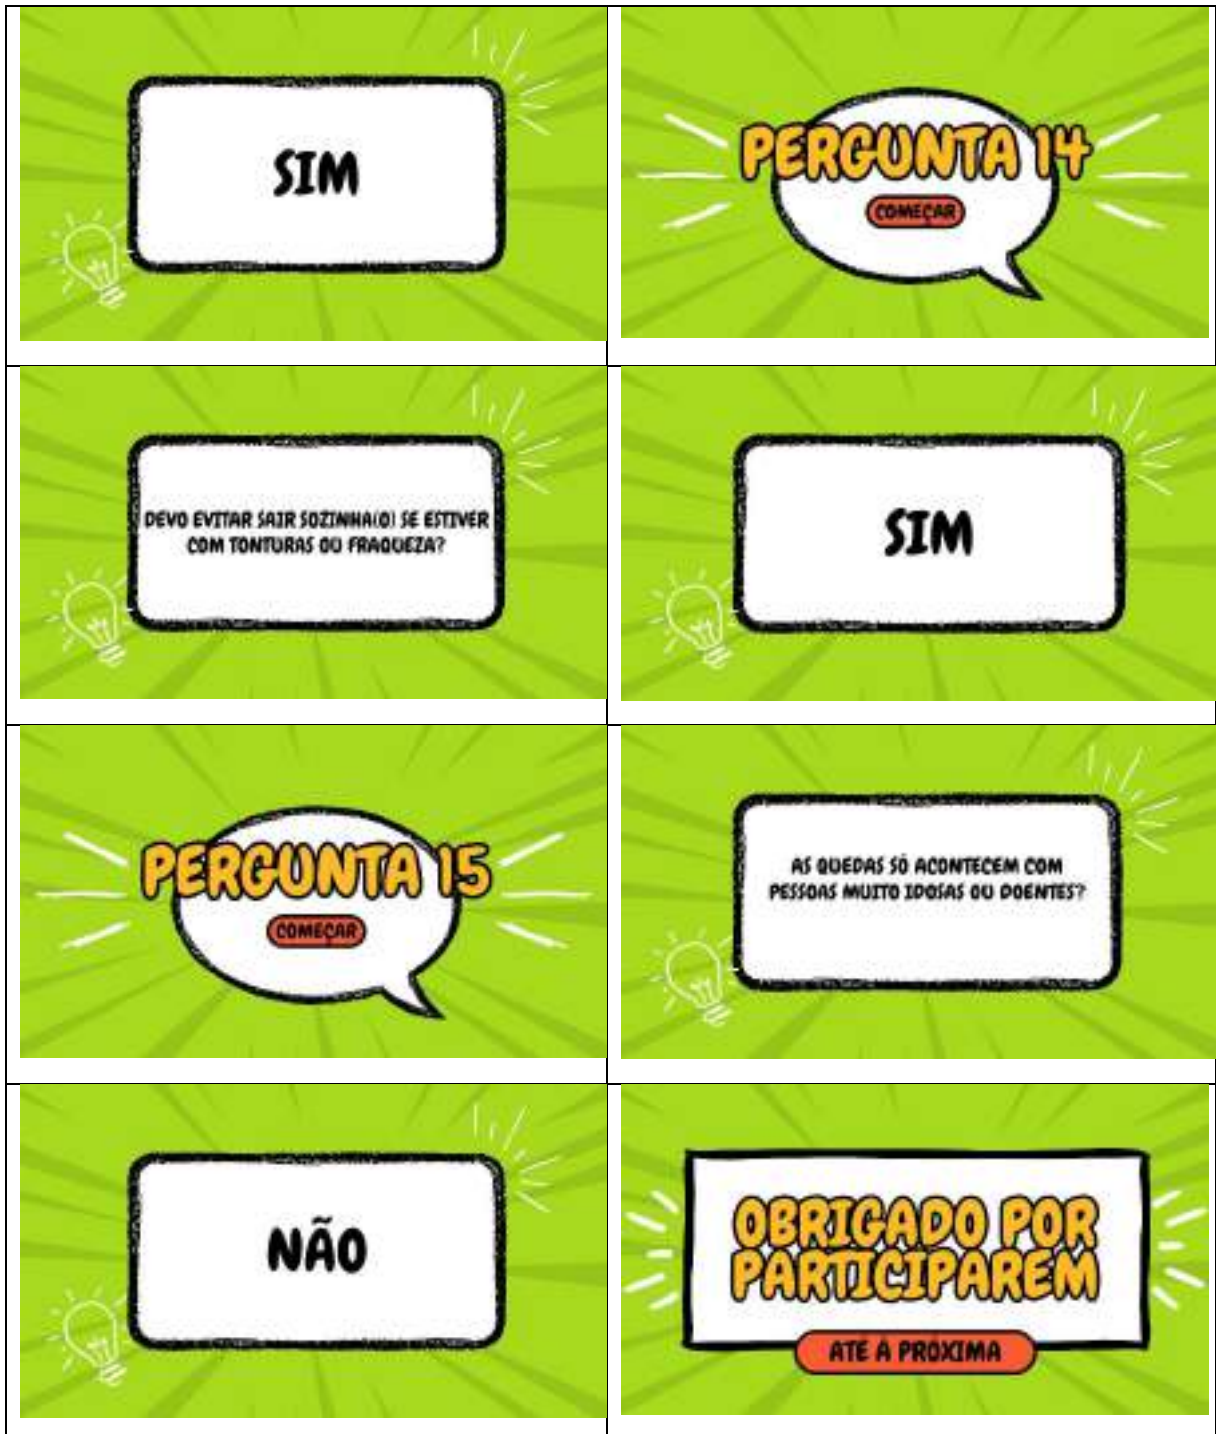 SIM
PERGUNTA 14
COMEÇAR
DEVO EVITAR SAIR SOZINHA(O) SE ESTIVER
COM TONTURAS OU FRAQUEZA?
SIM
PERGUNTA 15
COMEÇAR
AS QUEDAS SÓ ACONTECEM COM
PESSOAS MUITO IDOSAS OU DOENTES?
NÃO
OBRIGADO POR
PARTICIPAREM
ATÉ À PRÓXIMA